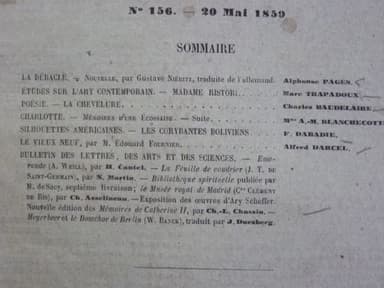 N° 156. — 20 Mai 1859
SOMMAIRE
LA DÉBACLE. — Nouvelle, par Gustave Nieritz, traduite de l'allemand. Alphonse PAGÈS.
ÉTUDES SUR L'ART CONTEMPORAIN. — MADAME RISTORI. Marc TRAPADOUX
POÉSIE. — LA CHEVELURE. Charles BAUDELAIRE
CHARLOTTE. — Mémoires d'une Écossaise. — Suite. Mme A.-M. BLANCHECOTTE
SILHOUETTES AMÉRICAINES. — LES CORYBANTES BOLIVIENS. F. DABADIE.
LE VIEUX NEUF, par M. Édouard Fournier. Alfred DARCEL.
BULLETIN DES LETTRES, DES ARTS ET DES SCIENCES. —
ronde (A. Weill), par H. Cantel. — La Feuille de coudrier (J. T. de
Saint-Germain), par N. Martin. — Bibliothèque spirituelle publiée par
M. de Sacy, septième livraison; le Musée royal de Madrid (Cte Clément
de Ris), par Ch. Asselineau. — Exposition des œuvres d'Ary Scheffer.
Nouvelle édition des Mémoires de Catherine II, par Ch.-L. Chassin. —
Meyerbeer et le Domchor de Berlin (W. Banck), traduit par J. Duesberg.